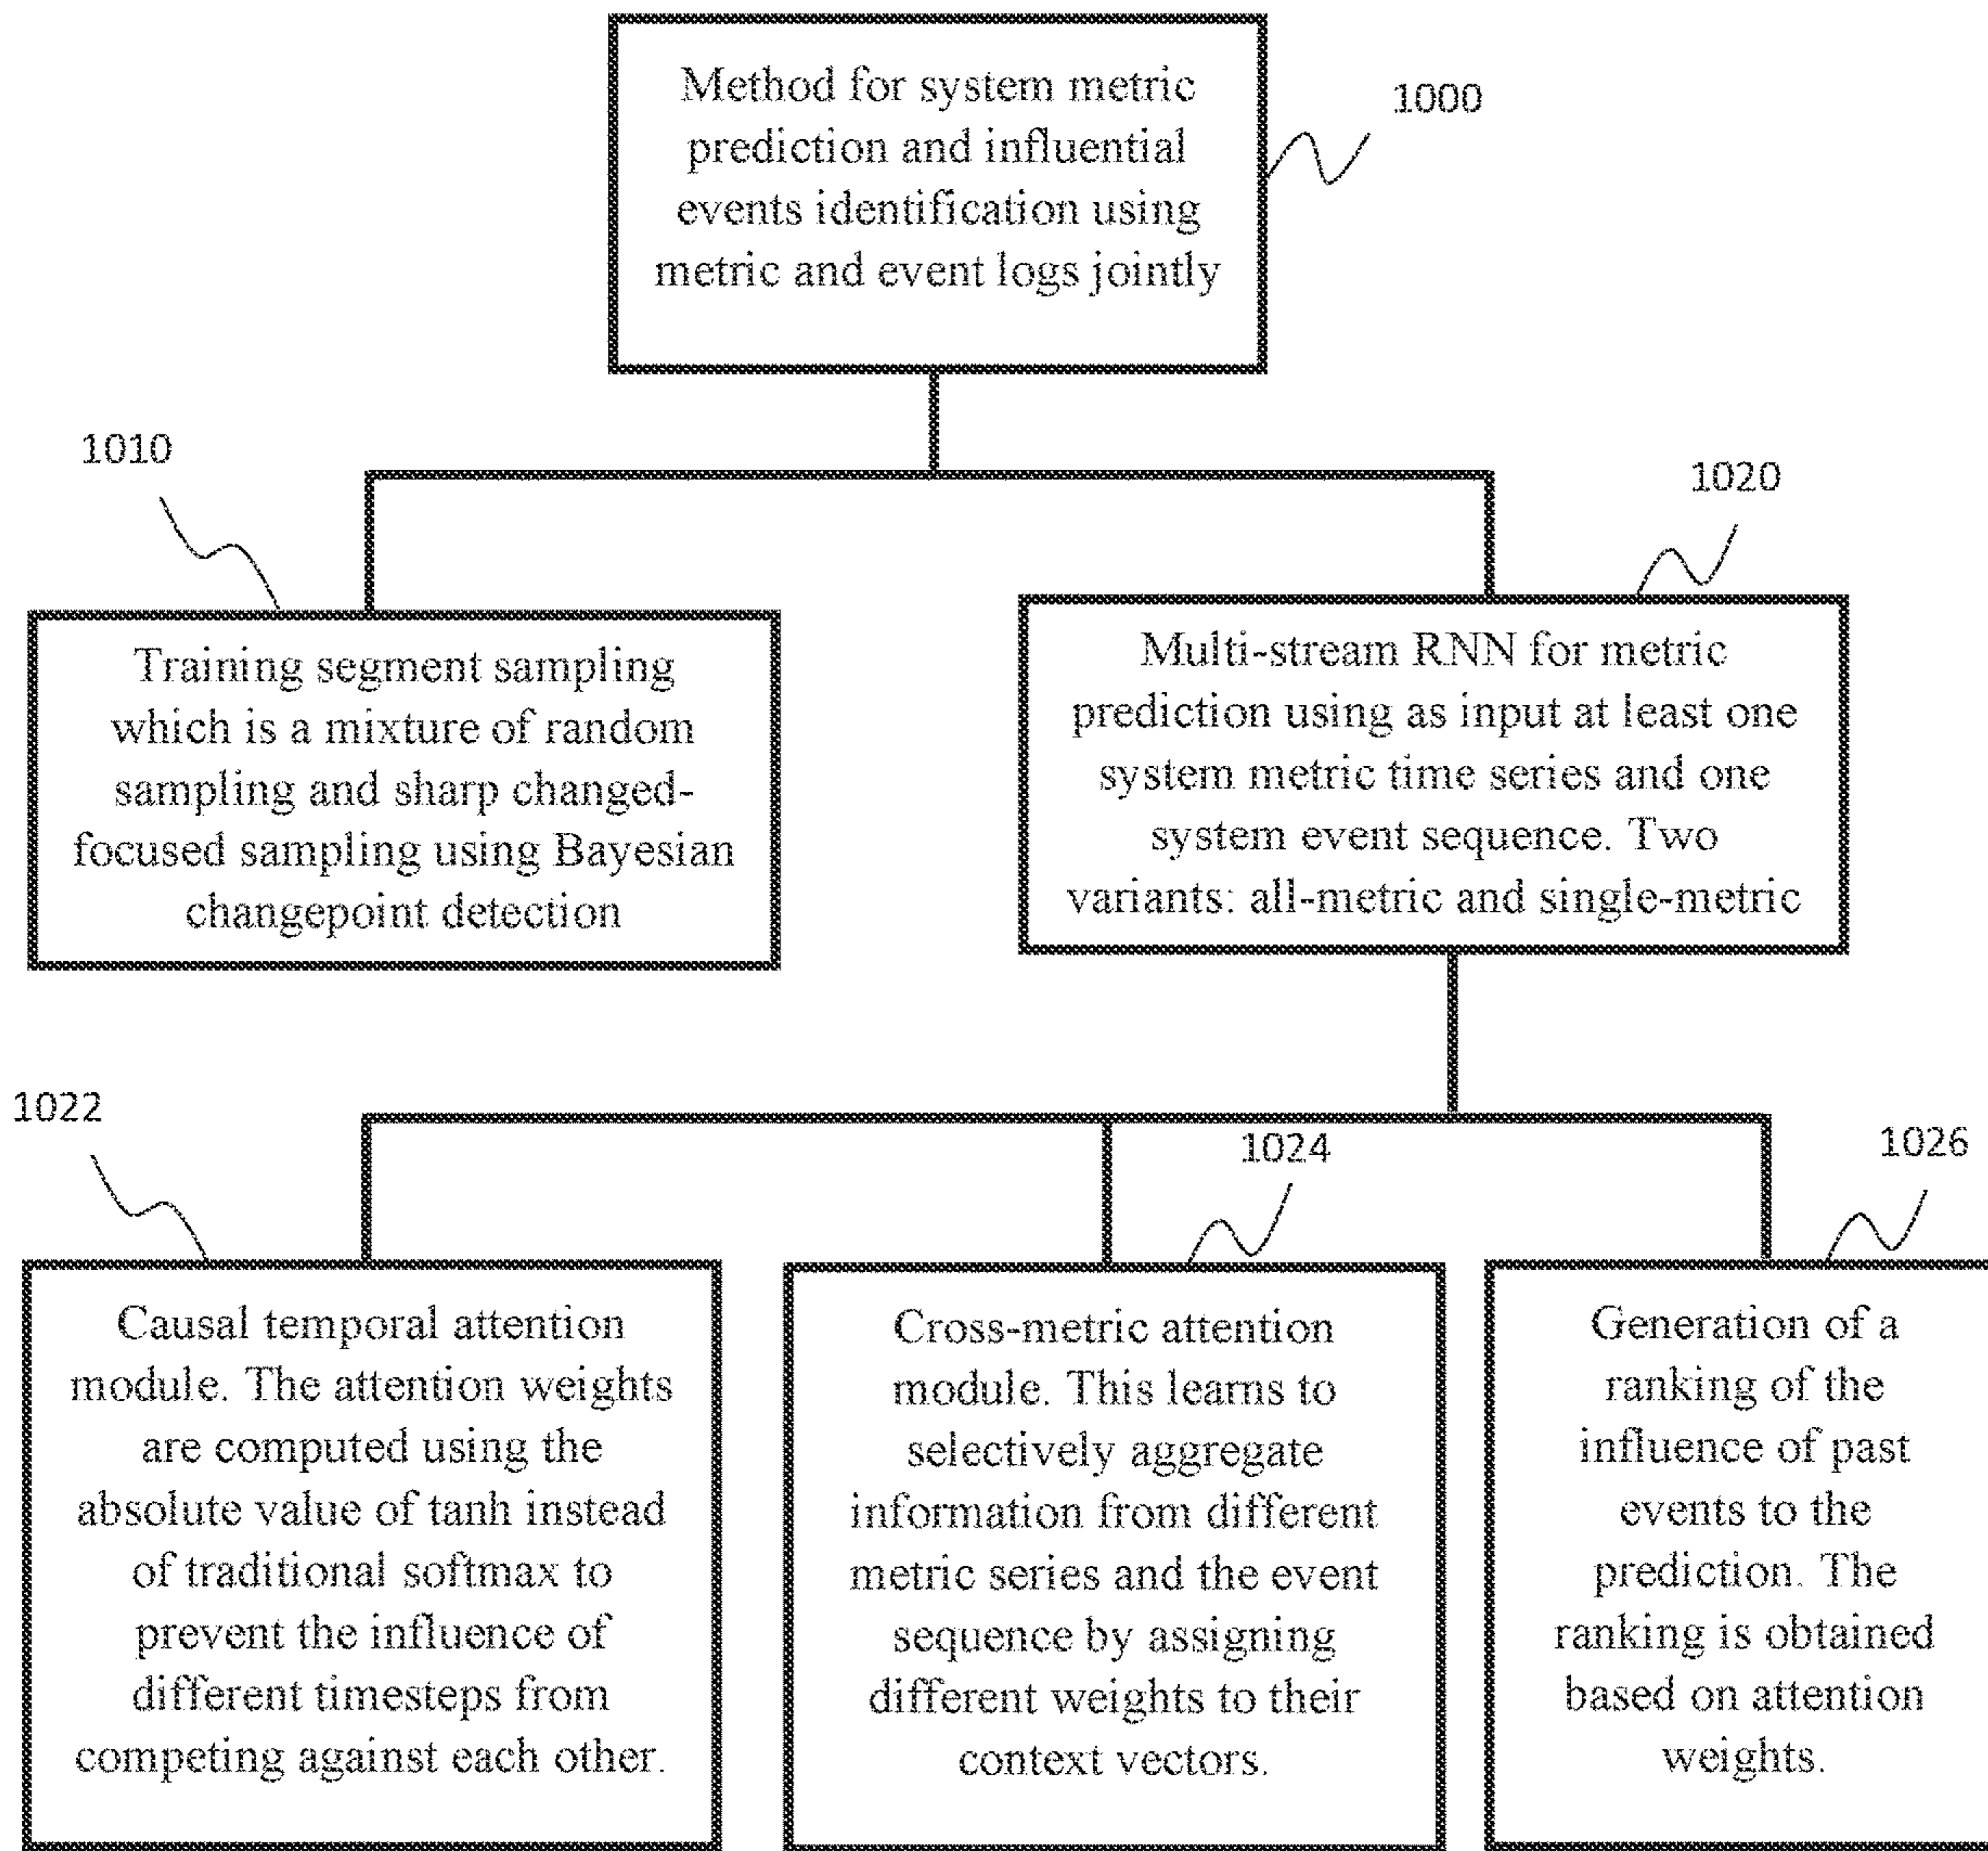 Method for system metric
prediction and influential
events identification using
metric and event logs jointly
1000
1010
Training segment sampling
which is a mixture of random
sampling and sharp changed-
focused sampling using Bayesian
changepoint detection
1020
Multi-stream RNN for metric
prediction using as input at least one
system metric time series and one
system event sequence. Two
variants: all-metric and single-metric
1022
Causal temporal attention
module. The attention weights
are computed using the
absolute value of tanh instead
of traditional softmax to
prevent the influence of
different timesteps from
competing against each other.
1024
Cross-metric attention
module. This learns to
selectively aggregate
information from different
metric series and the event
sequence by assigning
different weights to their
context vectors.
1026
Generation of a
ranking of the
influence of past
events to the
prediction. The
ranking is obtained
based on attention
weights.